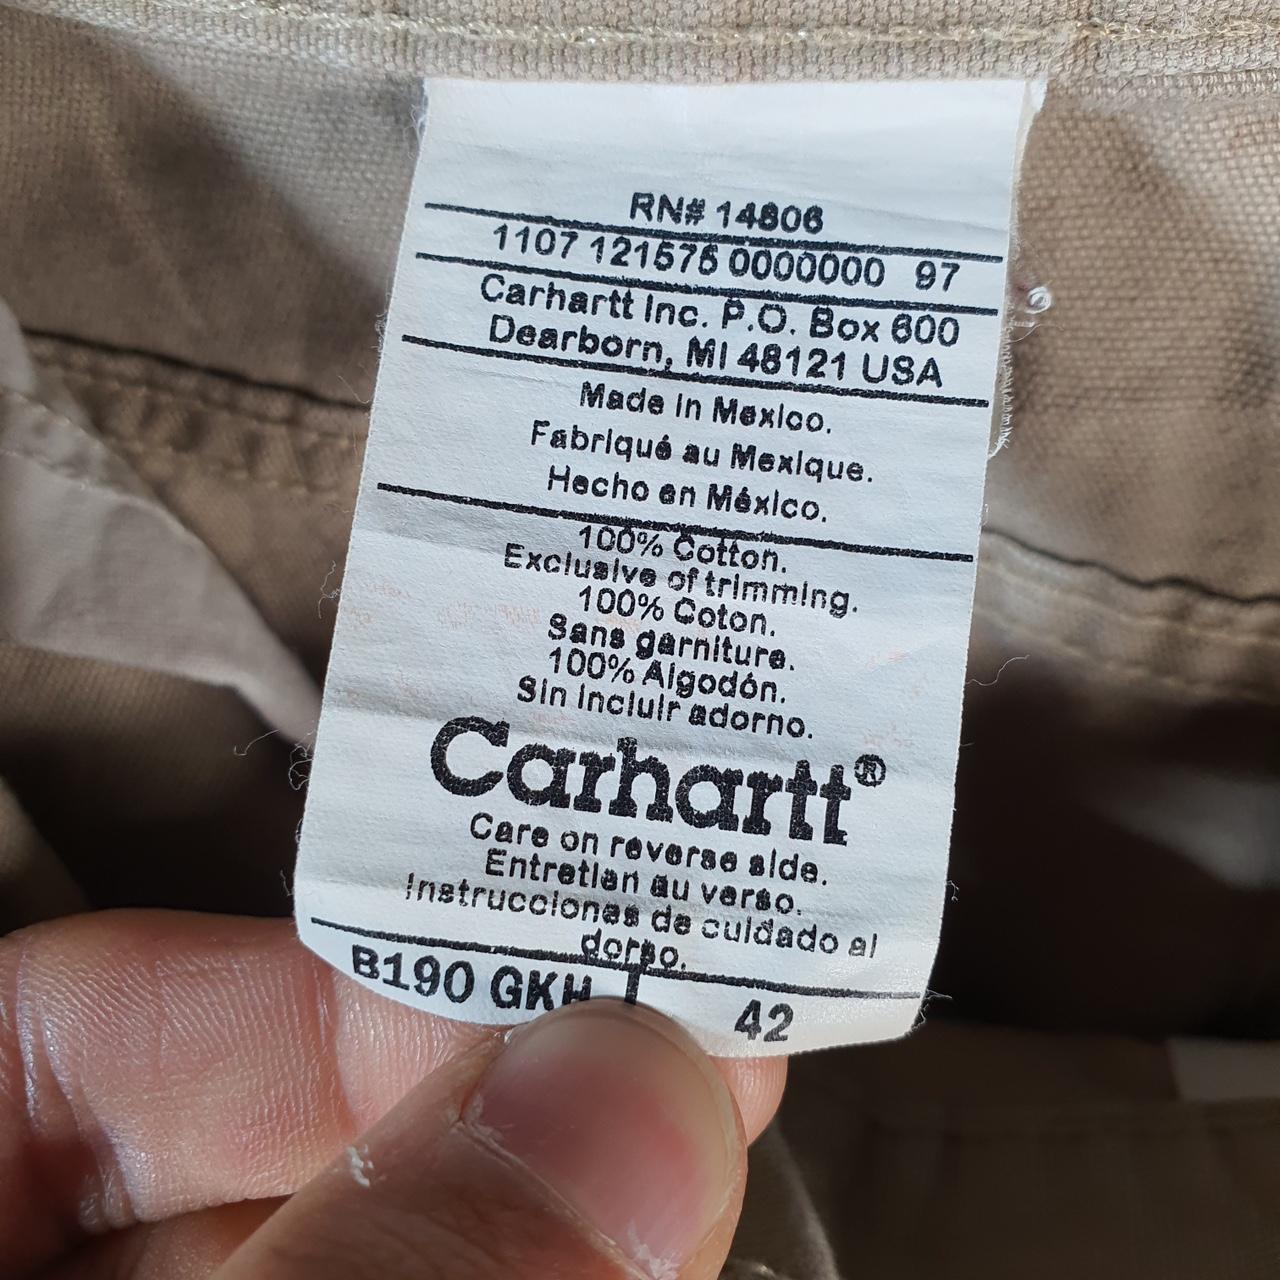 RN# 14806
1107 121575 0000000 97
Carhartt Inc. P.O. Box 600
Dearborn, MI 48121 USA
Made in Mexico.
Fabriqué au Mexique.
Hecho en México.
100% Cotton.
Exclusive of trimming.
100% Coton.
Sans garniture.
100% Algodón.
Sin incluir adorno.
Carhartt®
Care on reverse side.
Entretien au verso.
Instrucciones de cuidado al
dorso.
B190 GKH 42